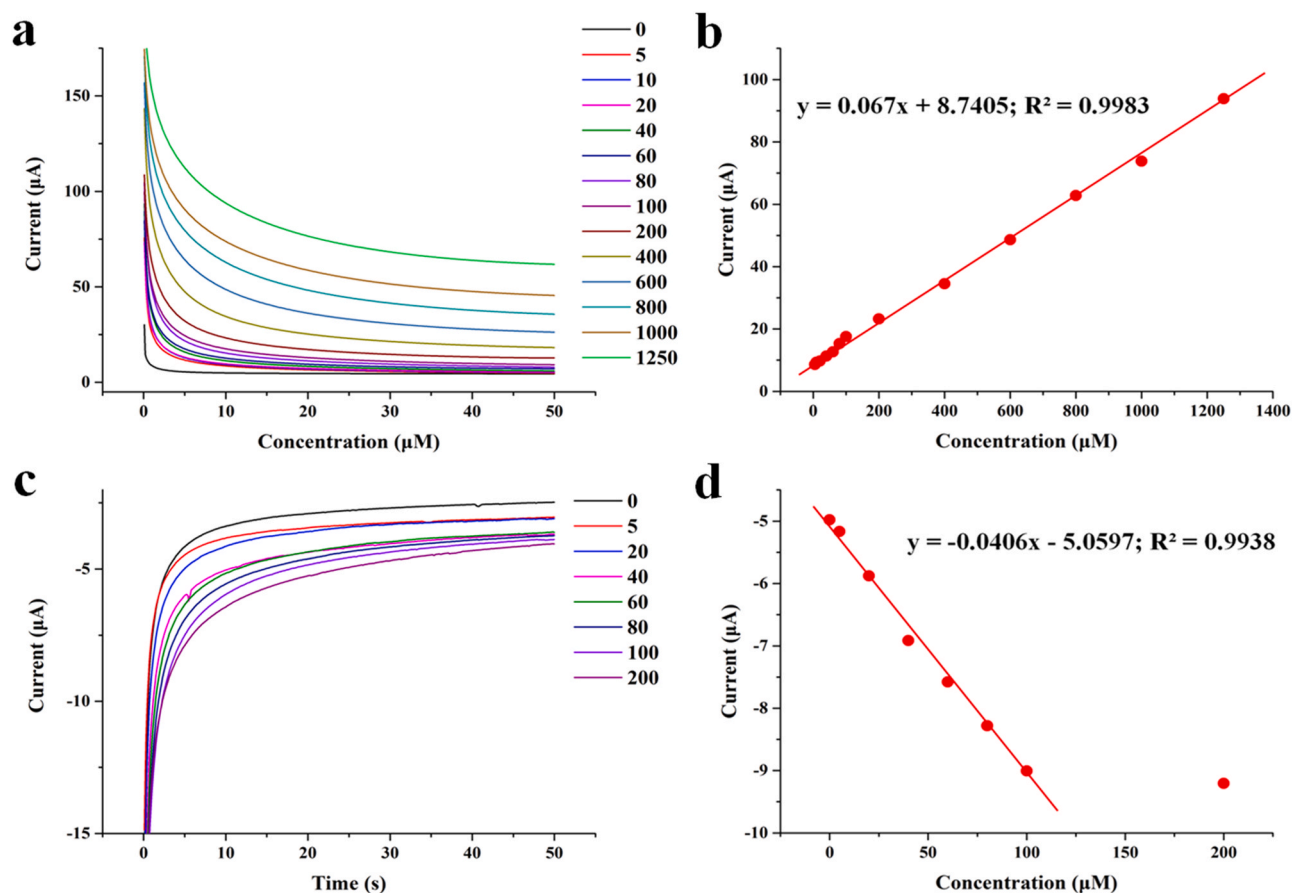 a
0
5
10
20
40
60
80
100
200
400
600
800
1000
1250
150
100
50
0
Current (µA)
0 10 20 30 40 50
Concentration (µM)
b
y = 0.067x + 8.7405; R² = 0.9983
100
80
60
40
20
0
Current (µA)
0 200 400 600 800 1000 1200 1400
Concentration (µM)
c
0
5
20
40
60
80
100
200
-5
-10
-15
Current (µA)
0 10 20 30 40 50
Time (s)
d
y = -0.0406x - 5.0597; R² = 0.9938
-5
-6
-7
-8
-9
-10
Current (µA)
0 50 100 150 200
Concentration (µM)